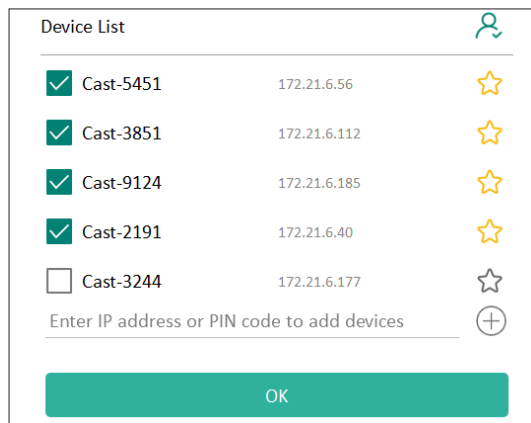 Device List
Cast-5451 172.21.6.56
Cast-3851 172.21.6.112
Cast-9124 172.21.6.185
Cast-2191 172.21.6.40
Cast-3244 172.21.6.177
Enter IP address or PIN code to add devices
OK